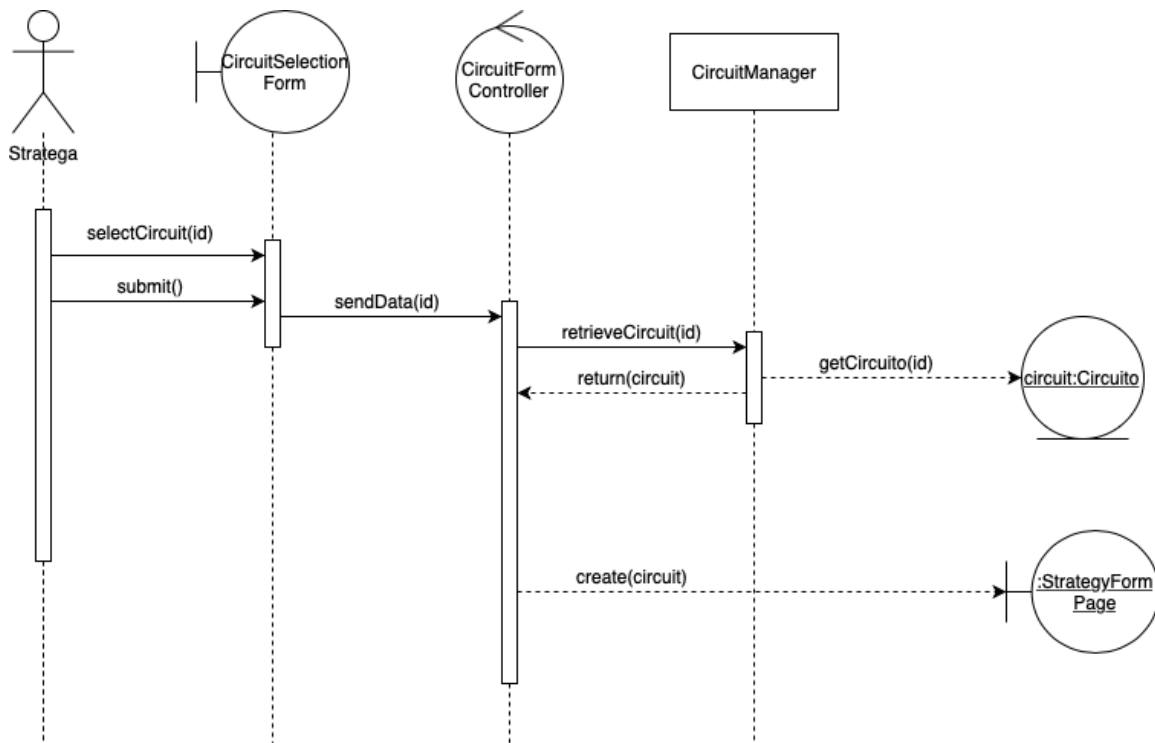 CircuitSelection
Form
CircuitForm
Controller
CircuitManager
Stratega
selectCircuit(id)
submit()
sendData(id)
retrieveCircuit(id)
getCircuito(id)
return(circuit)
circuit:Circuito
create(circuit)
:StrategyForm
Page